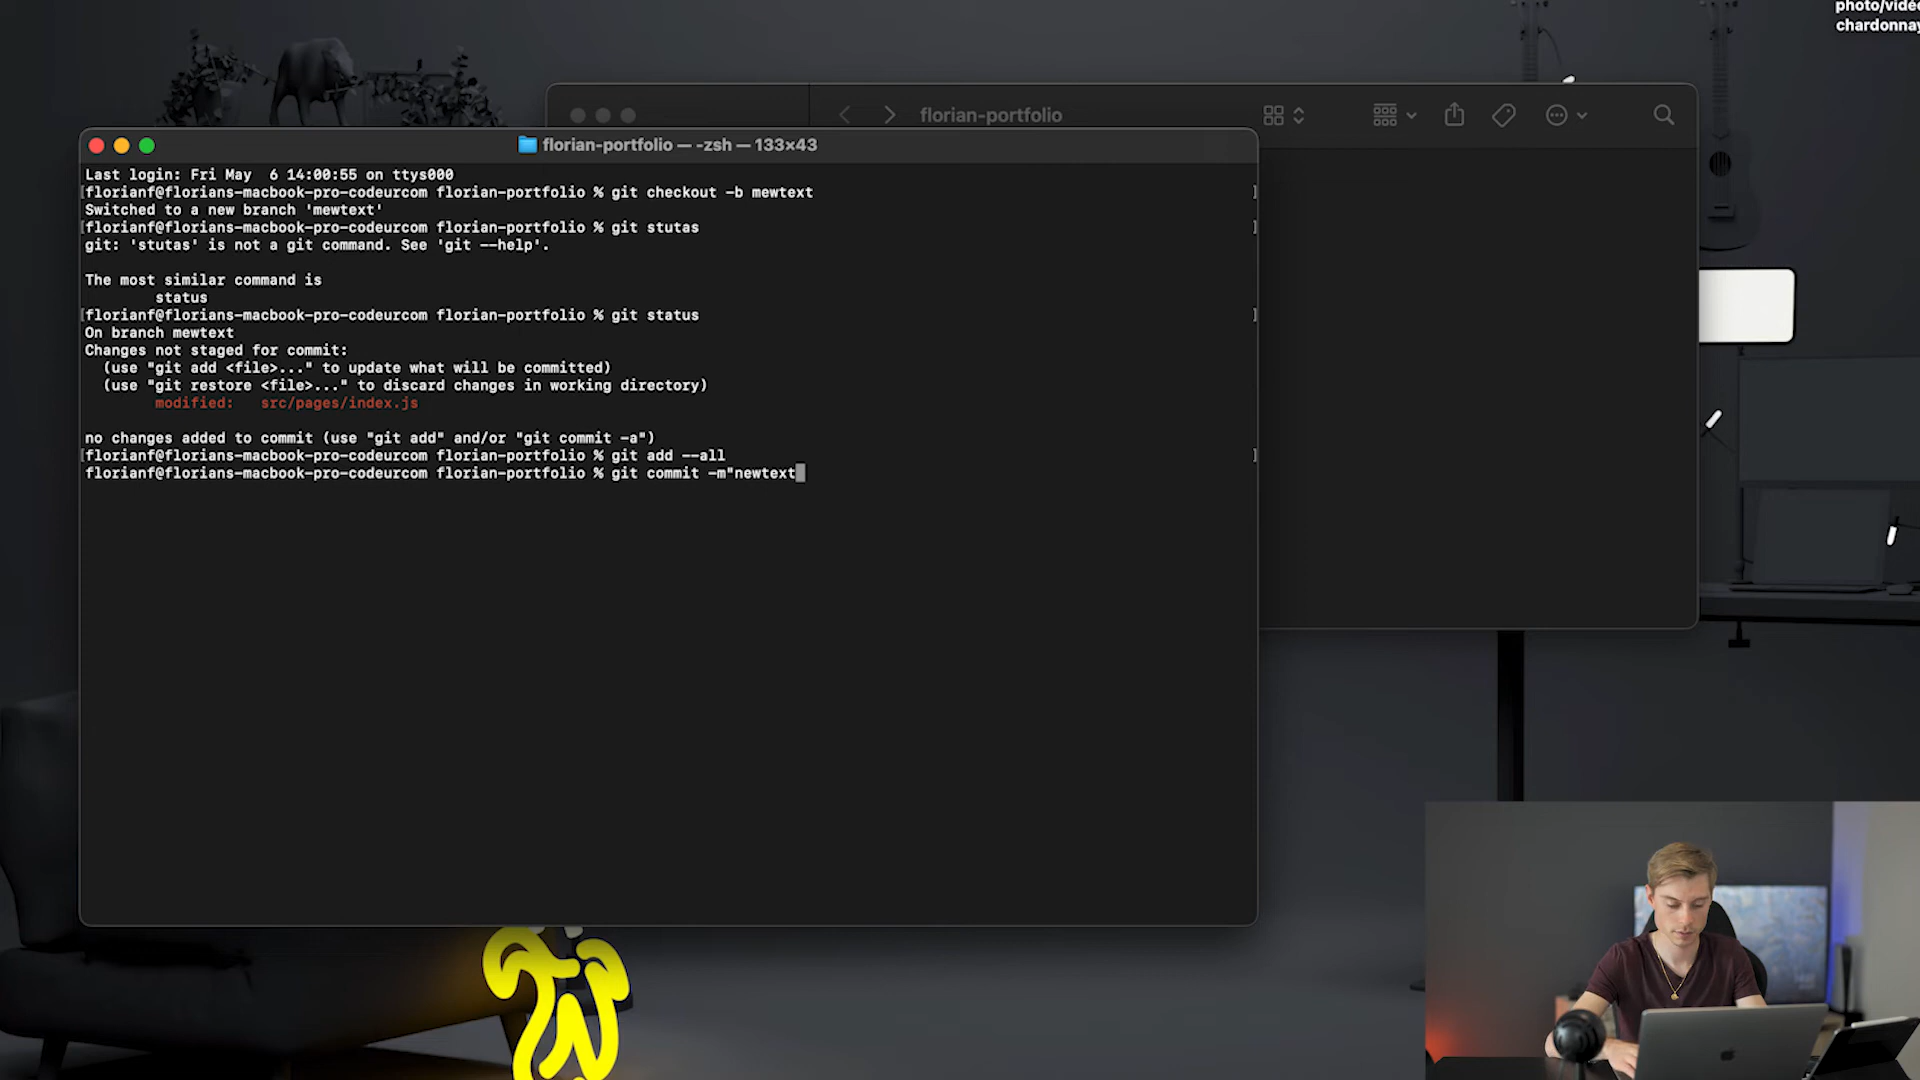 photo/vidéo
chardonnay
florian-portfolio
florian-portfolio — -zsh — 133×43
Last login: Fri May  6 14:00:55 on ttys000
[florianf@florians-macbook-pro-codeurcom florian-portfolio % git checkout -b mewtext ]
Switched to a new branch 'mewtext'
[florianf@florians-macbook-pro-codeurcom florian-portfolio % git stutas ]
git: 'stutas' is not a git command. See 'git --help'.
The most similar command is
status
[florianf@florians-macbook-pro-codeurcom florian-portfolio % git status ]
On branch mewtext
Changes not staged for commit:
(use "git add <file>..." to update what will be committed)
(use "git restore <file>..." to discard changes in working directory)
modified:   src/pages/index.js
no changes added to commit (use "git add" and/or "git commit -a")
[florianf@florians-macbook-pro-codeurcom florian-portfolio % git add --all ]
florianf@florians-macbook-pro-codeurcom florian-portfolio % git commit -m"newtext